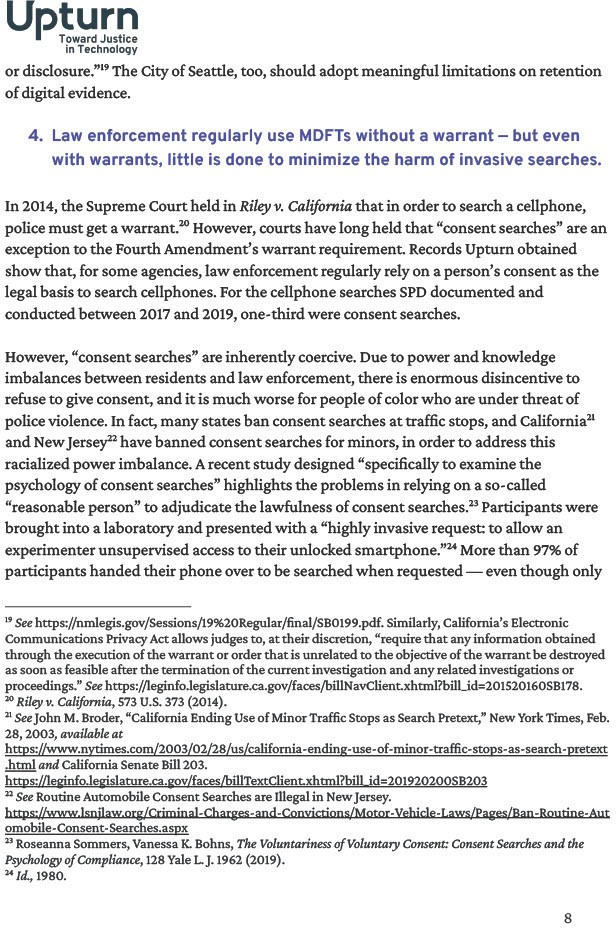 Upturn
Toward Justice
in Technology
or disclosure.”¹⁹ The City of Seattle, too, should adopt meaningful limitations on retention
of digital evidence.
4. Law enforcement regularly use MDFTs without a warrant — but even
with warrants, little is done to minimize the harm of invasive searches.
In 2014, the Supreme Court held in Riley v. California that in order to search a cellphone,
police must get a warrant.²⁰ However, courts have long held that “consent searches” are an
exception to the Fourth Amendment’s warrant requirement. Records Upturn obtained
show that, for some agencies, law enforcement regularly rely on a person’s consent as the
legal basis to search cellphones. For the cellphone searches SPD documented and
conducted between 2017 and 2019, one-third were consent searches.
However, “consent searches” are inherently coercive. Due to power and knowledge
imbalances between residents and law enforcement, there is enormous disincentive to
refuse to give consent, and it is much worse for people of color who are under threat of
police violence. In fact, many states ban consent searches at traffic stops, and California²¹
and New Jersey²² have banned consent searches for minors, in order to address this
racialized power imbalance. A recent study designed “specifically to examine the
psychology of consent searches” highlights the problems in relying on a so-called
“reasonable person” to adjudicate the lawfulness of consent searches.²³ Participants were
brought into a laboratory and presented with a “highly invasive request: to allow an
experimenter unsupervised access to their unlocked smartphone.”²⁴ More than 97% of
participants handed their phone over to be searched when requested — even though only
¹⁹ See https://nmlegis.gov/Sessions/19%20Regular/final/SB0199.pdf. Similarly, California’s Electronic
Communications Privacy Act allows judges to, at their discretion, “require that any information obtained
through the execution of the warrant or order that is unrelated to the objective of the warrant be destroyed
as soon as feasible after the termination of the current investigation and any related investigations or
proceedings.” See https://leginfo.legislature.ca.gov/faces/billNavClient.xhtml?bill_id=201520160SB178.
²⁰ Riley v. California, 573 U.S. 373 (2014).
²¹ See John M. Broder, “California Ending Use of Minor Traffic Stops as Search Pretext,” New York Times, Feb.
28, 2003, available at
https://www.nytimes.com/2003/02/28/us/california-ending-use-of-minor-traffic-stops-as-search-pretext
.html and California Senate Bill 203.
https://leginfo.legislature.ca.gov/faces/billTextClient.xhtml?bill_id=201920200SB203
²² See Routine Automobile Consent Searches are Illegal in New Jersey.
https://www.lsnjlaw.org/Criminal-Charges-and-Convictions/Motor-Vehicle-Laws/Pages/Ban-Routine-Aut
omobile-Consent-Searches.aspx
²³ Roseanna Sommers, Vanessa K. Bohns, The Voluntariness of Voluntary Consent: Consent Searches and the
Psychology of Compliance, 128 Yale L. J. 1962 (2019).
²⁴ Id., 1980.
8